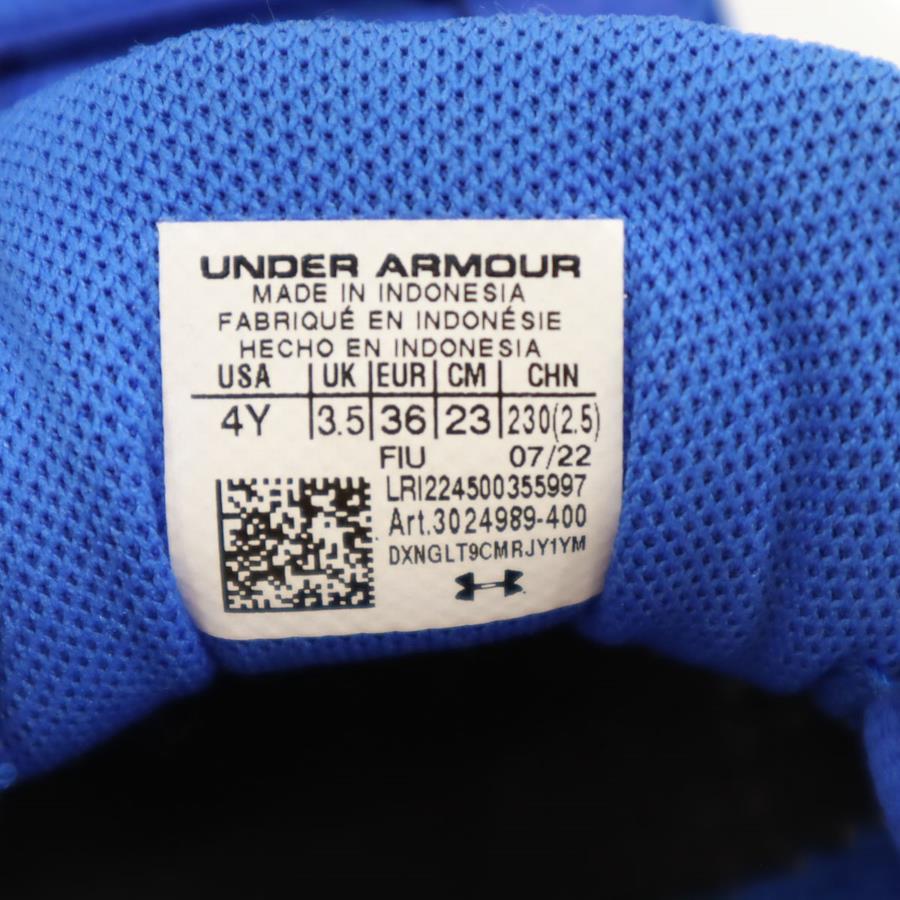 UNDER ARMOUR
MADE IN INDONESIA
FABRIQUÉ EN INDONÉSIE
HECHO EN INDONESIA
USA UK EUR CM CHN
4Y 3.5 36 23 230(2.5)
FIU 07/22
LRI224500355997
Art.3024989-400
DXNGLT9CMRJY1YM